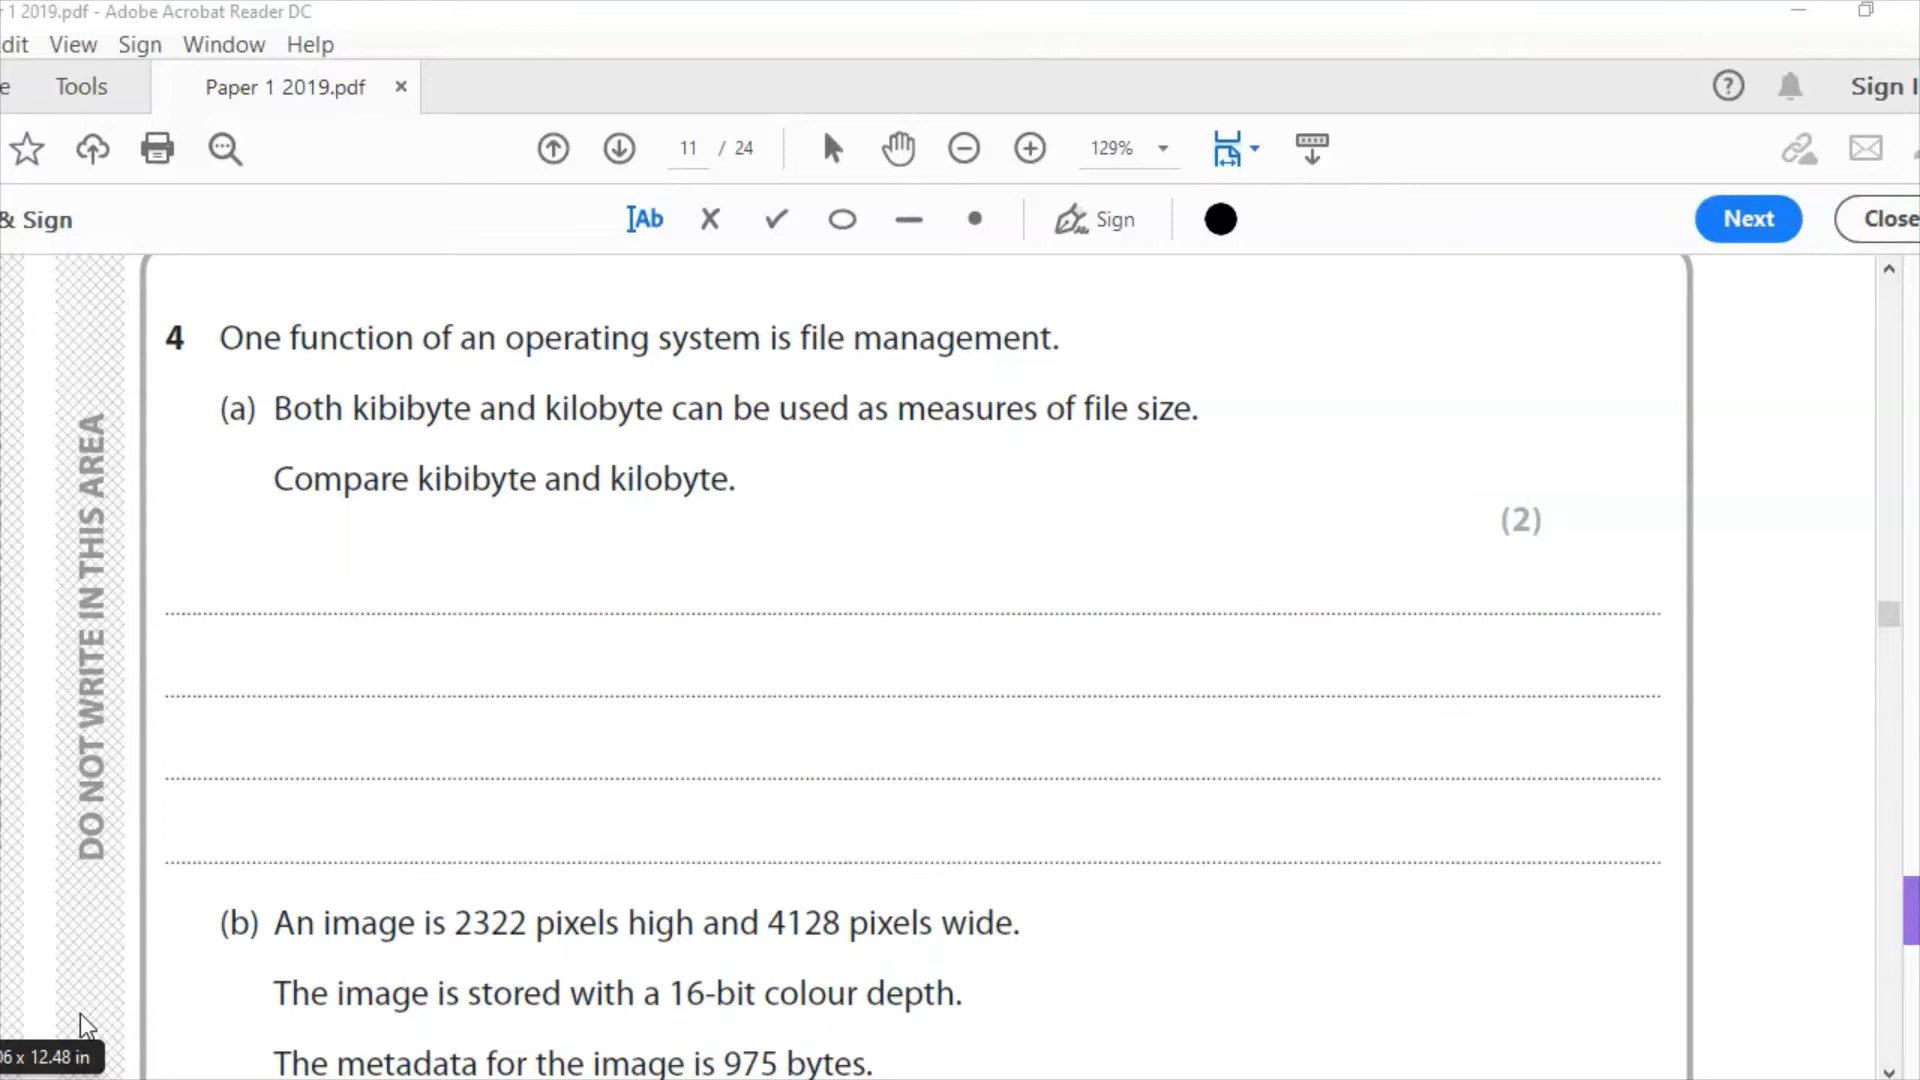 r 1 2019.pdf - Adobe Acrobat Reader DC
dit View Sign Window Help
e Tools Paper 1 2019.pdf × Sign I
11 / 24 129%
& Sign IAb Sign Next Close
4 One function of an operating system is file management.
(a) Both kibibyte and kilobyte can be used as measures of file size.
Compare kibibyte and kilobyte.
(2)
DO NOT WRITE IN THIS AREA
(b) An image is 2322 pixels high and 4128 pixels wide.
The image is stored with a 16-bit colour depth.
The metadata for the image is 975 bytes.
06 x 12.48 in